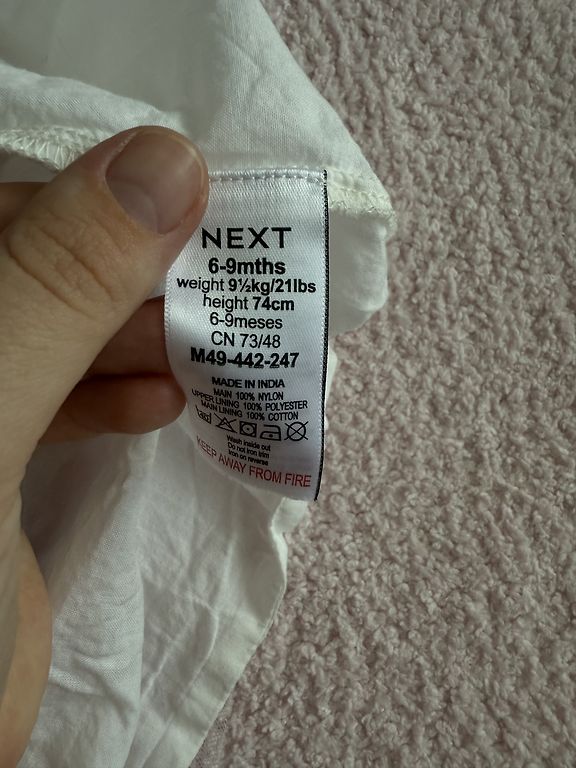 NEXT
6-9mths
weight 9½kg/21lbs
height 74cm
6-9meses
CN 73/48
M49-442-247
MADE IN INDIA
MAIN 100% NYLON
UPPER LINING 100% POLYESTER
MAIN LINING 100% COTTON
Wash inside out
Do not iron trim
Iron on reverse
KEEP AWAY FROM FIRE